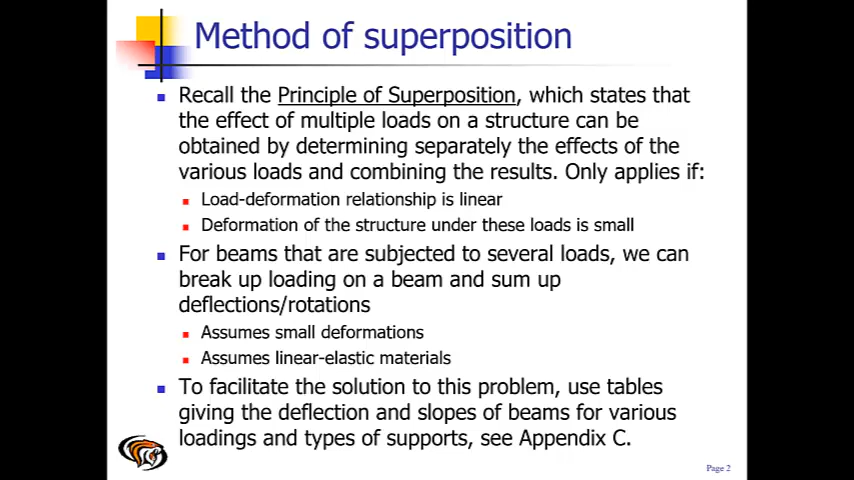 Method of superposition
Recall the Principle of Superposition, which states that
the effect of multiple loads on a structure can be
obtained by determining separately the effects of the
various loads and combining the results. Only applies if:
Load-deformation relationship is linear
Deformation of the structure under these loads is small
For beams that are subjected to several loads, we can
break up loading on a beam and sum up
deflections/rotations
Assumes small deformations
Assumes linear-elastic materials
To facilitate the solution to this problem, use tables
giving the deflection and slopes of beams for various
loadings and types of supports, see Appendix C.
Page 2